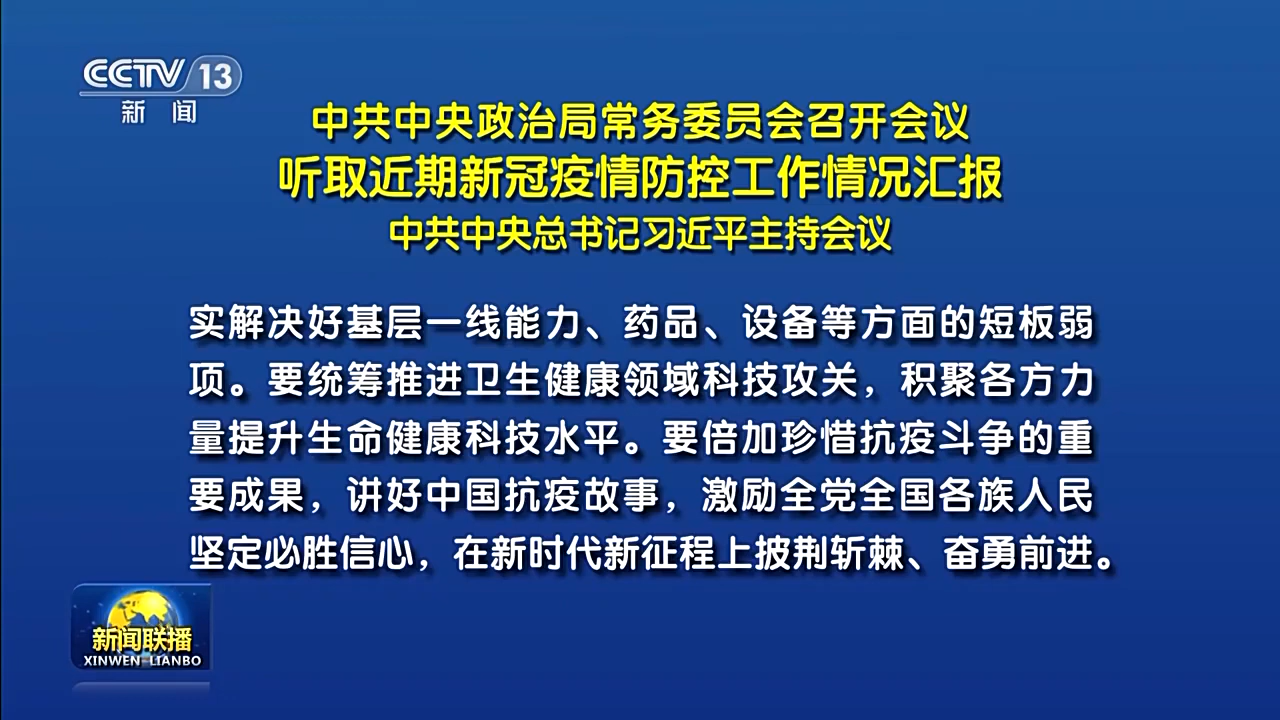 CCTV 13
新闻
中共中央政治局常务委员会召开会议
听取近期新冠疫情防控工作情况汇报
中共中央总书记习近平主持会议
实解决好基层一线能力、药品、设备等方面的短板弱
项。要统筹推进卫生健康领域科技攻关，积聚各方力
量提升生命健康科技水平。要倍加珍惜抗疫斗争的重
要成果，讲好中国抗疫故事，激励全党全国各族人民
坚定必胜信心，在新时代新征程上披荆斩棘、奋勇前进。
新闻联播
XINWEN LIANBO